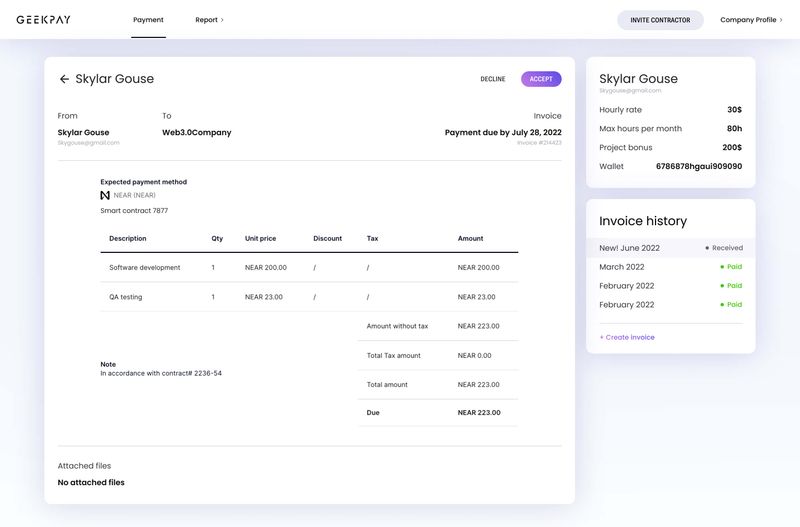 GEEKPAY
Payment
Report
INVITE CONTRACTOR
Company Profile
Skylar Gouse
DECLINE
ACCEPT
From
To
Invoice
Skylar Gouse
Web3.0Company
Payment due by July 28, 2022
Skygouse@gmail.com
Invoice #214423
Expected payment method
NEAR (NEAR)
Smart contract 7877
Description Qty Unit price Discount Tax Amount
Software development 1 NEAR 200.00 / / NEAR 200.00
QA testing 1 NEAR 23.00 / / NEAR 23.00
Amount without tax NEAR 223.00
Total Tax amount NEAR 0.00
Total amount NEAR 223.00
Due NEAR 223.00
Note
In accordance with contract# 2236-54
Attached files
No attached files
Skylar Gouse
Skygouse@gmail.com
Hourly rate 30$
Max hours per month 80h
Project bonus 200$
Wallet 6786878hgaui909090
Invoice history
New! June 2022 Received
March 2022 Paid
February 2022 Paid
February 2022 Paid
+ Create invoice